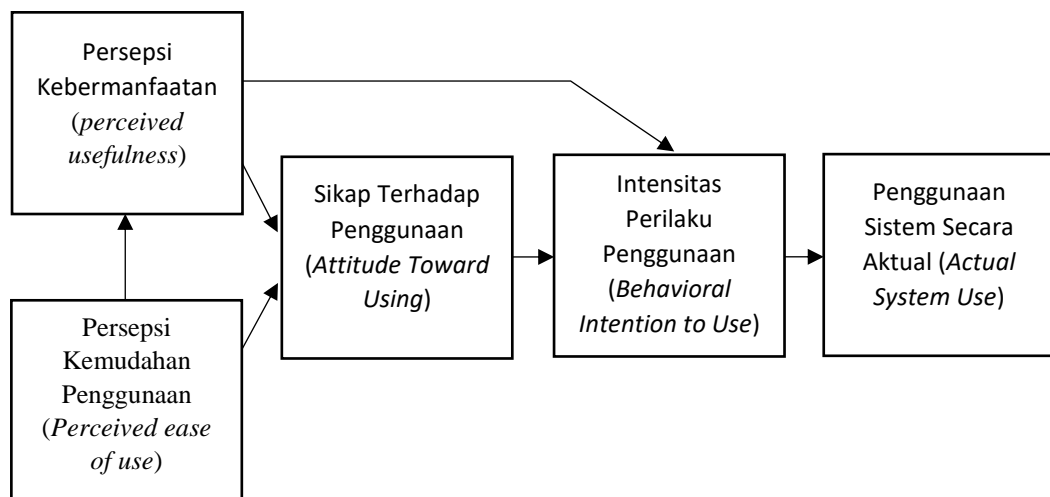 Persepsi
Kebermanfaatan
(perceived
usefulness)
Persepsi
Kemudahan
Penggunaan
(Perceived ease
of use)
Sikap Terhadap
Penggunaan
(Attitude Toward
Using)
Intensitas
Perilaku
Penggunaan
(Behavioral
Intention to Use)
Penggunaan
Sistem Secara
Aktual (Actual
System Use)